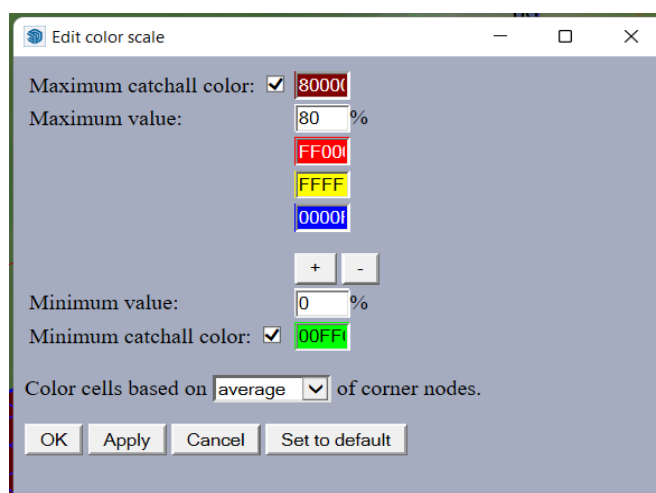 Edit color scale
Maximum catchall color: 80000
Maximum value: 80 %
FF000
FFFF
0000F
+ -
Minimum value: 0 %
Minimum catchall color: 00FF0
Color cells based on average of corner nodes.
OK Apply Cancel Set to default